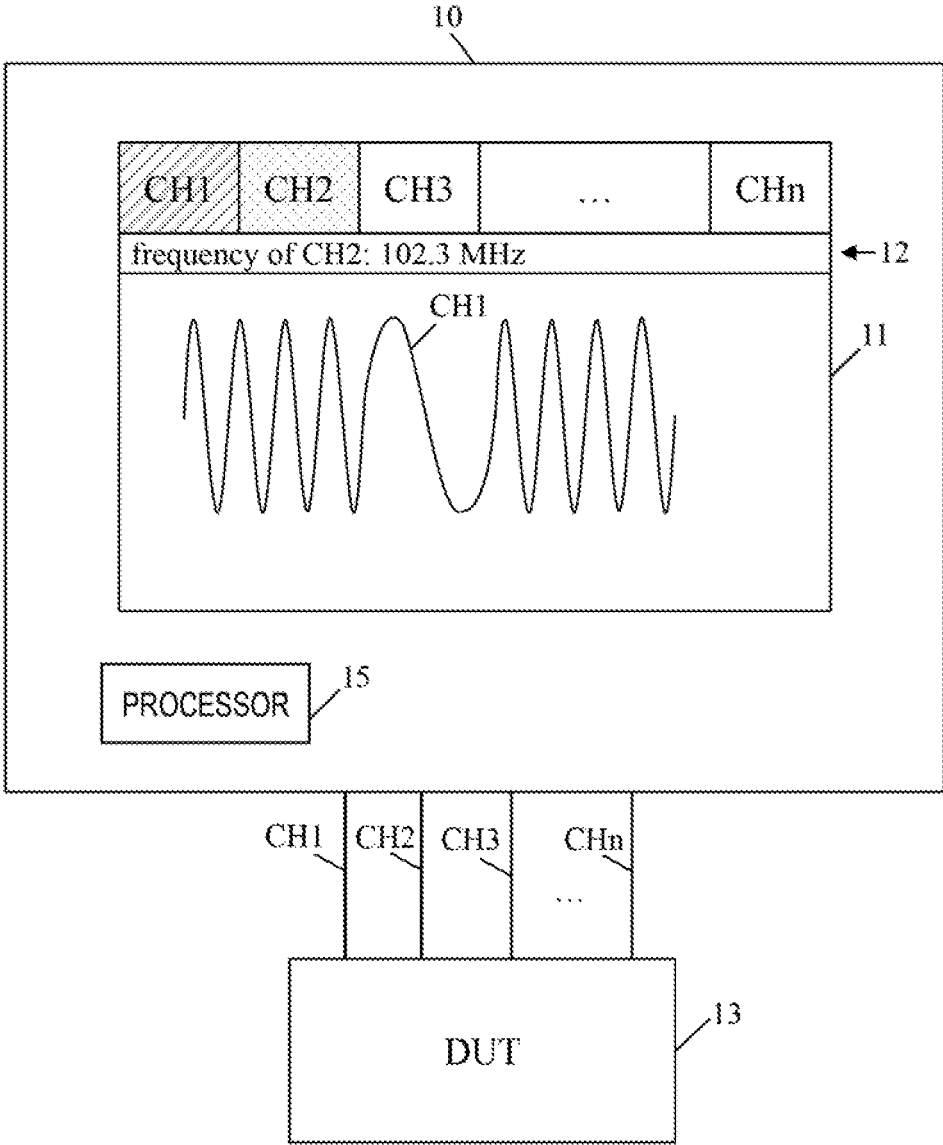 10
CH1 CH2 CH3 ... CHn
frequency of CH2: 102.3 MHz
12
CH1
11
15
PROCESSOR
CH1 CH2 CH3 CHn
...
13
DUT